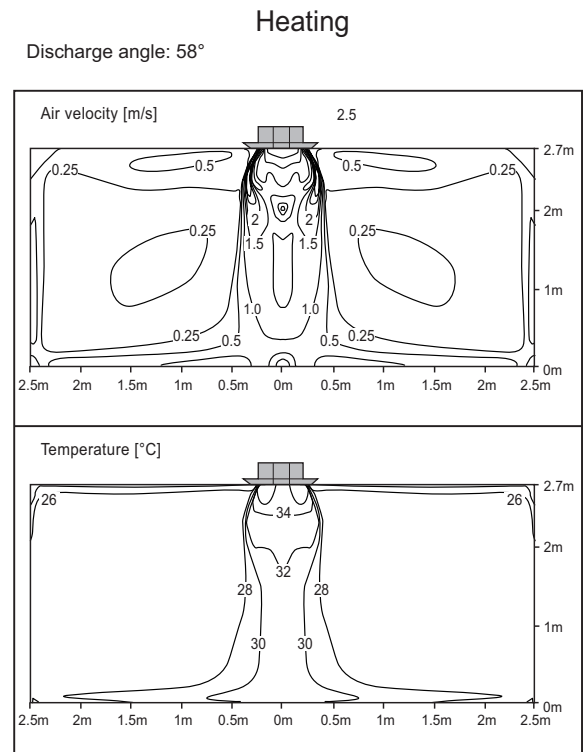 Heating
Discharge angle: 58°
Air velocity [m/s]
2.5
2.7m
0.25 0.5 0.5 0.25
2m
2 2
0.25 1.5 1.5 0.25
1m
1.0 1.0
0.25 0.5 0.5 0.25
0m
2.5m 2m 1.5m 1m 0.5m 0m 0.5m 1m 1.5m 2m 2.5m
Temperature [°C]
2.7m
26 26
34
2m
32
28 28
1m
30 30
0m
2.5m 2m 1.5m 1m 0.5m 0m 0.5m 1m 1.5m 2m 2.5m